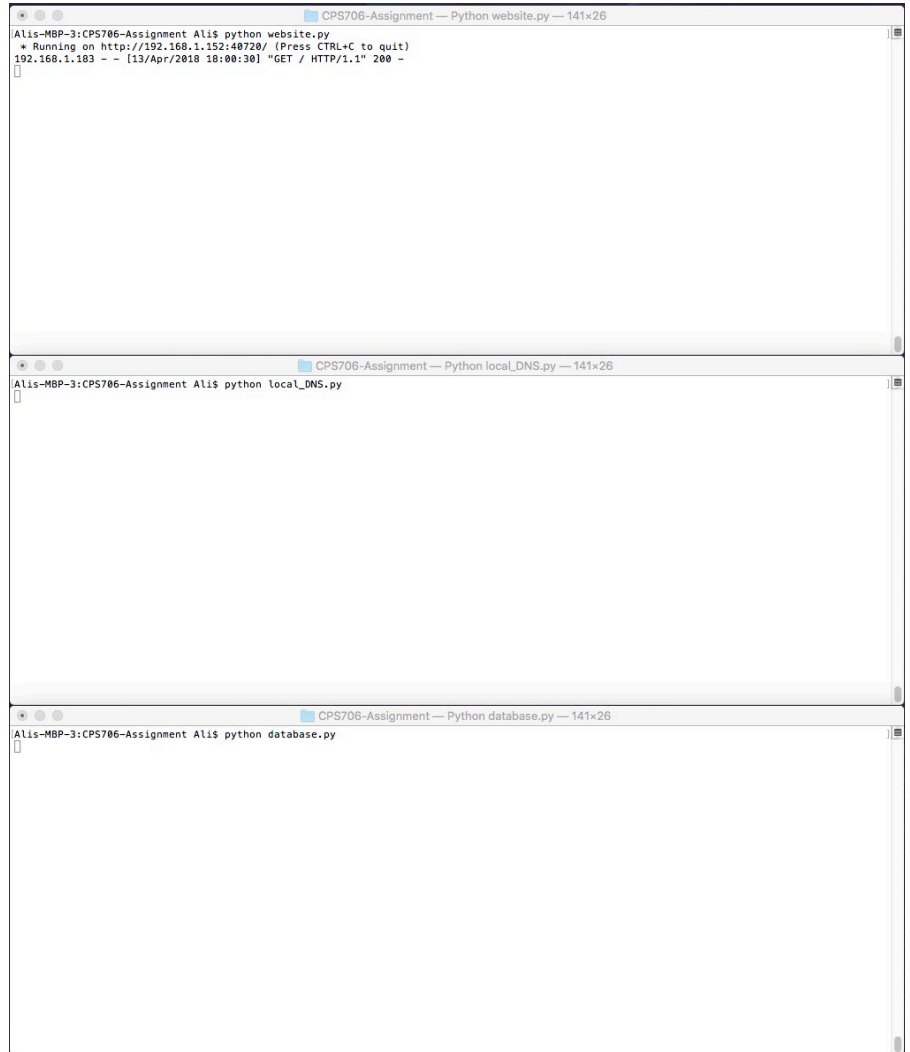 CPS706-Assignment — Python website.py — 141×26
[Alis-MBP-3:CPS706-Assignment Ali$ python website.py ]
 * Running on http://192.168.1.152:40720/ (Press CTRL+C to quit)
192.168.1.183 - - [13/Apr/2018 18:00:30] "GET / HTTP/1.1" 200 -
CPS706-Assignment — Python local_DNS.py — 141×26
[Alis-MBP-3:CPS706-Assignment Ali$ python local_DNS.py ]
CPS706-Assignment — Python database.py — 141×26
[Alis-MBP-3:CPS706-Assignment Ali$ python database.py ]